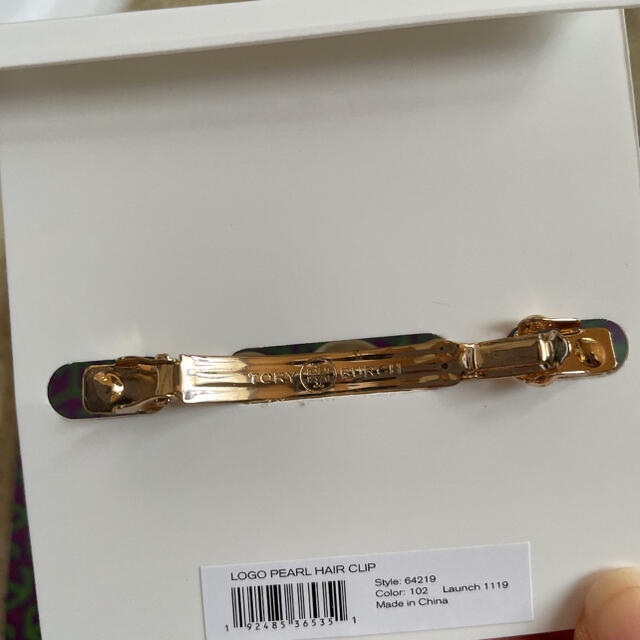 TORY BURCH
LOGO PEARL HAIR CLIP
Style: 64219
Color: 102 Launch 1119
Made in China
1 92485 36535 1